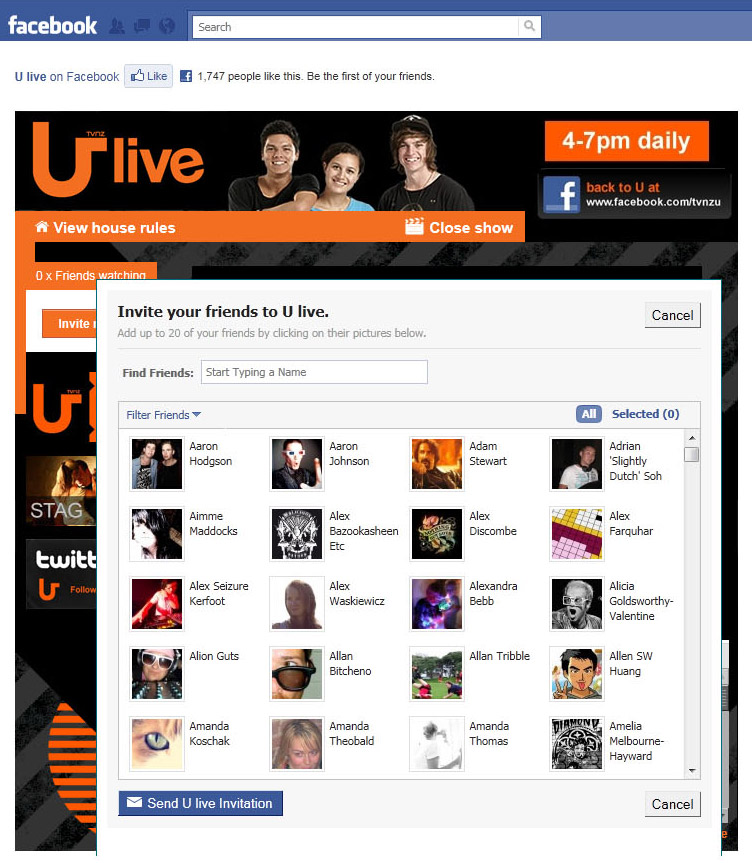 facebook
Search
U live on Facebook
Like
1,747 people like this. Be the first of your friends.
tvnz
U live
4-7pm daily
back to U at
www.facebook.com/tvnzu
View house rules
Close show
0 x Friends watching
Invite
Invite your friends to U live.
Cancel
Add up to 20 of your friends by clicking on their pictures below.
Find Friends:
Start Typing a Name
Filter Friends
All
Selected (0)
Aaron
Hodgson
Aaron
Johnson
Adam
Stewart
Adrian
'Slightly
Dutch' Soh
Aimme
Maddocks
Alex
Bazookasheen
Etc
Alex
Discombe
Alex
Farquhar
Alex Seizure
Kerfoot
Alex
Waskiewicz
Alexandra
Bebb
Alicia
Goldsworthy-
Valentine
Alion Guts
Allan
Bitcheno
Allan Tribble
Allen SW
Huang
Amanda
Koschak
Amanda
Theobald
Amanda
Thomas
Amelia
Melbourne-
Hayward
DIAMOND
Send U live Invitation
Cancel
tvnz
U
STAG
twitt
U
Follow